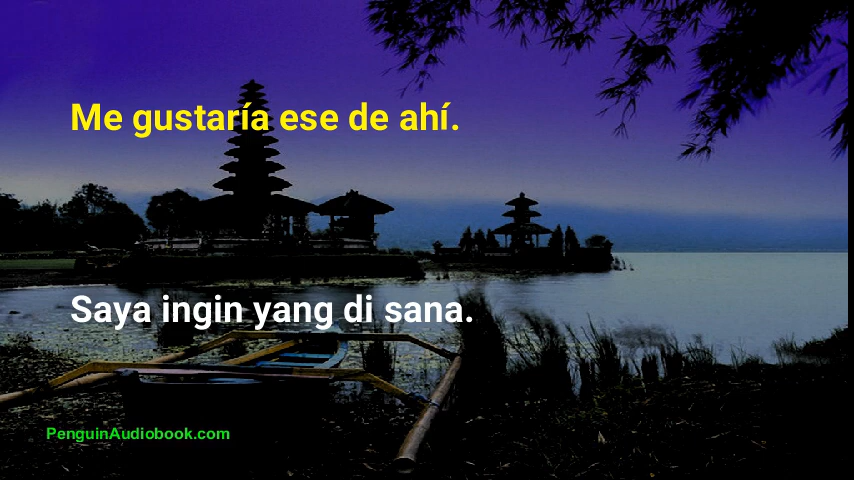 Me gustaría ese de ahí.
Saya ingin yang di sana.
PenguinAudiobook.com